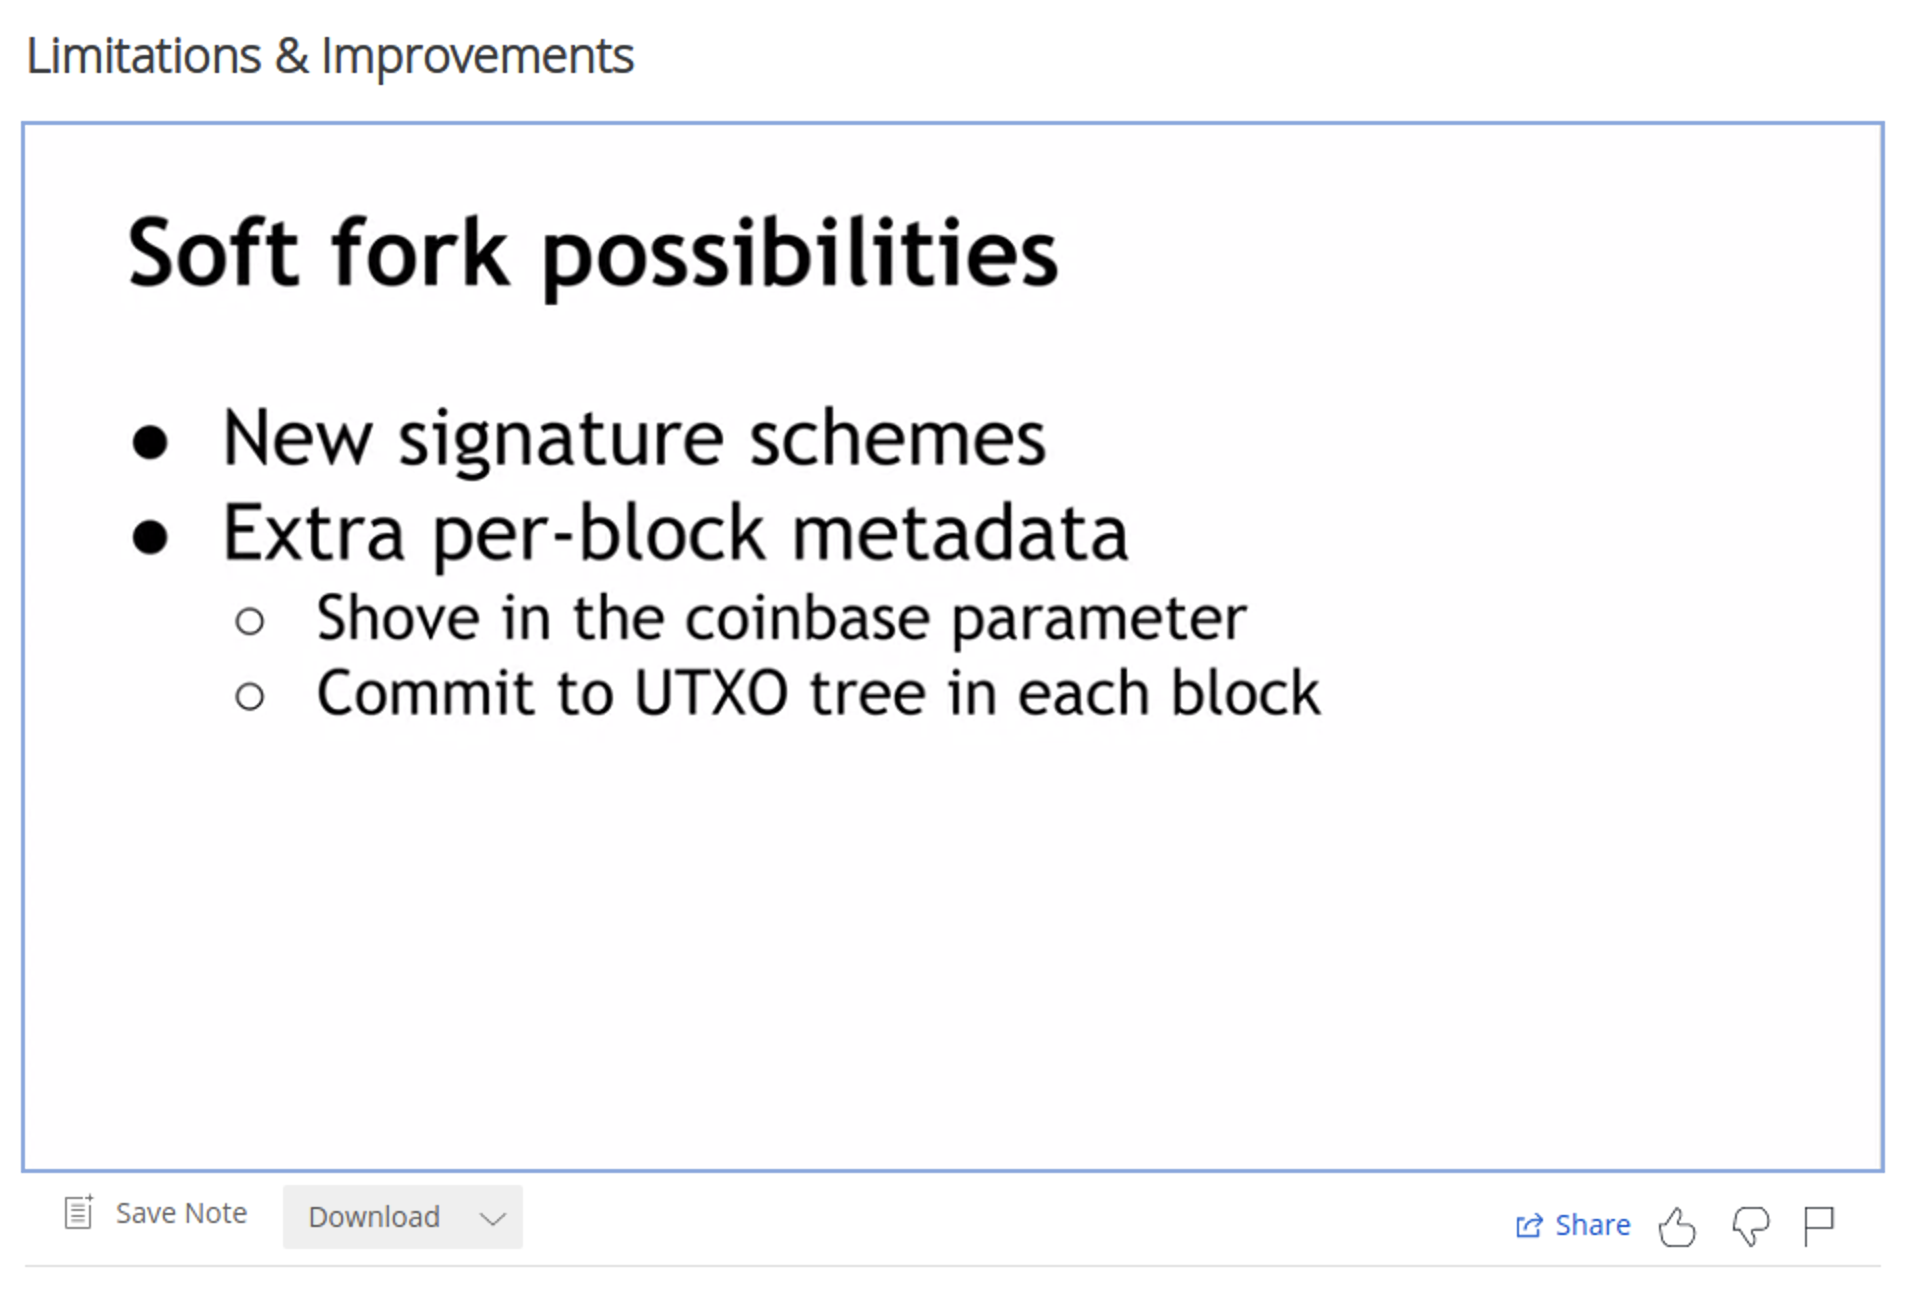 Limitations & Improvements
Soft fork possibilities
● New signature schemes
● Extra per-block metadata
○ Shove in the coinbase parameter
○ Commit to UTXO tree in each block
Save Note
Download
Share